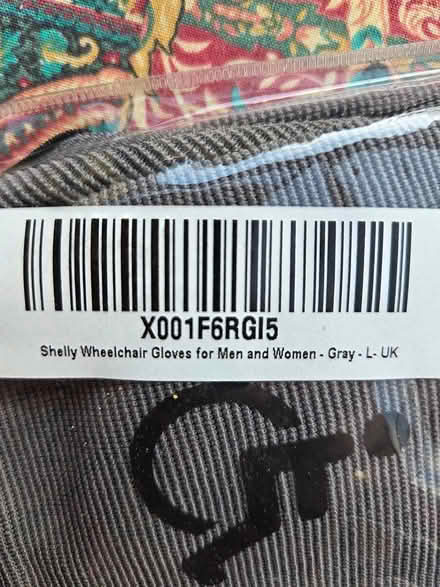 X001F6RGI5
Shelly Wheelchair Gloves for Men and Women - Gray - L- UK